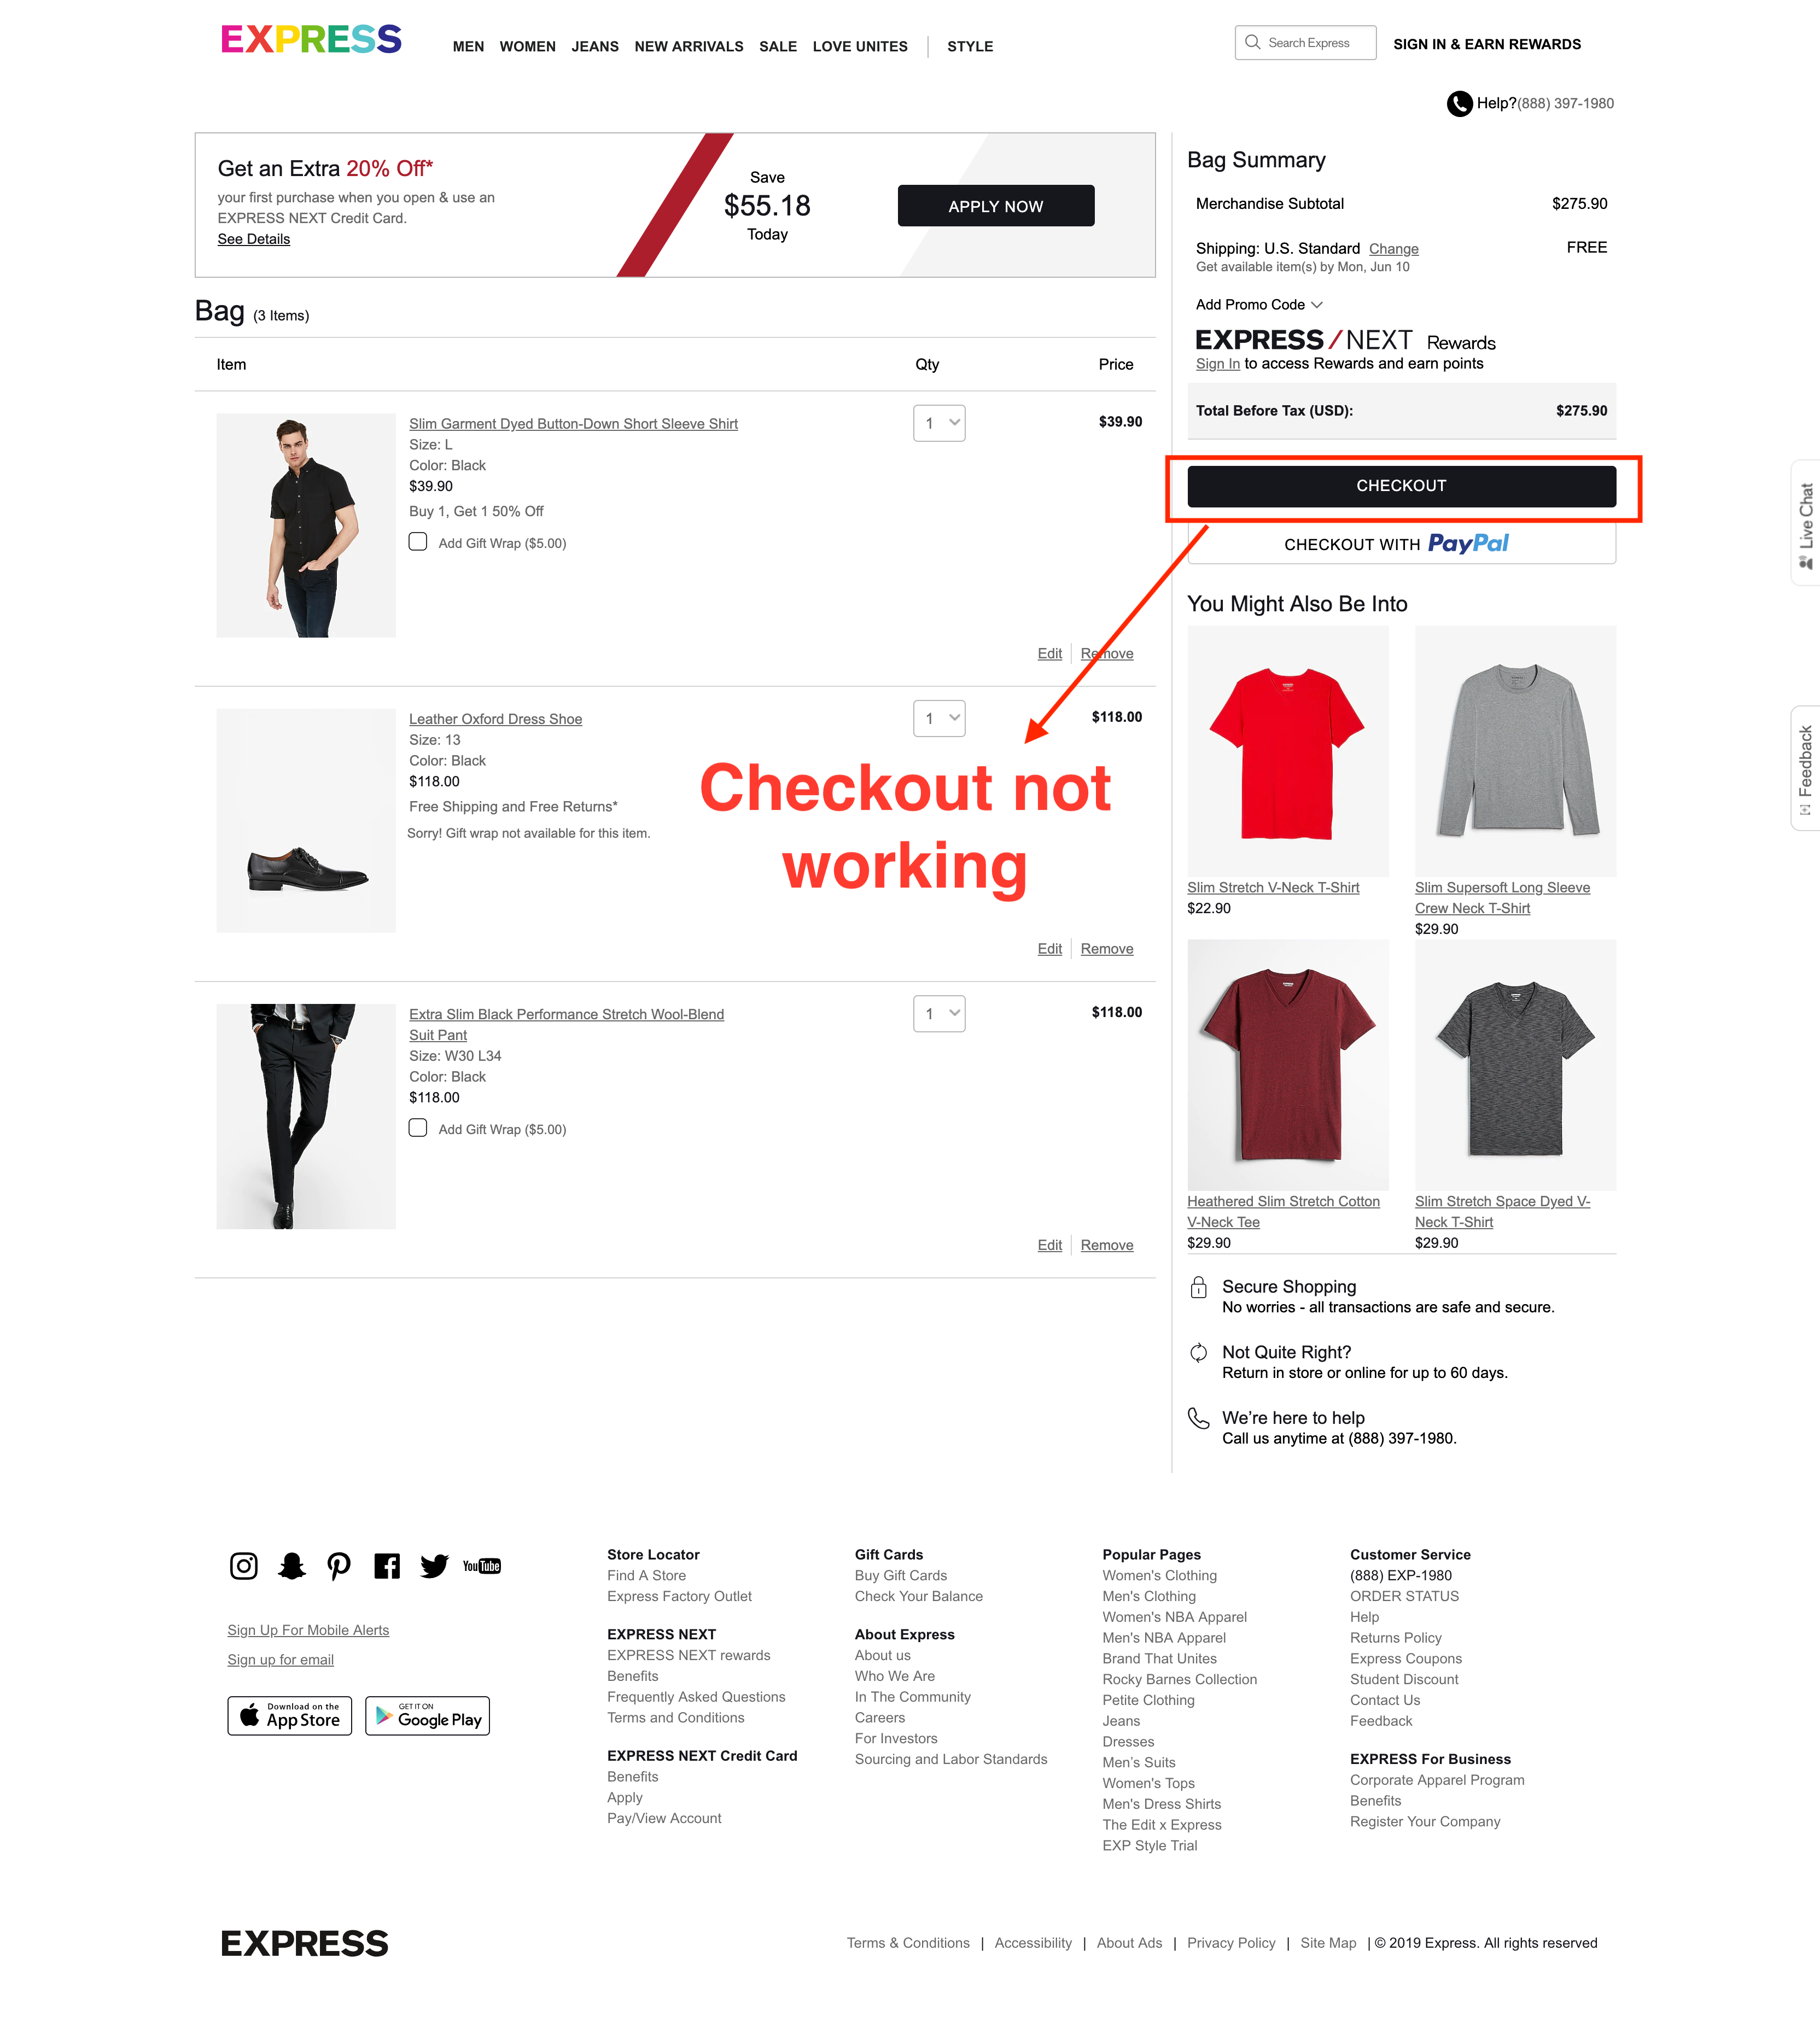 EXPRESS
MEN WOMEN JEANS NEW ARRIVALS SALE LOVE UNITES STYLE
Search Express
SIGN IN & EARN REWARDS
Help?(888) 397-1980
Get an Extra 20% Off*
your first purchase when you open & use an
EXPRESS NEXT Credit Card.
See Details
Save
$55.18
Today
APPLY NOW
Bag (3 Items)
Item Qty Price
Slim Garment Dyed Button-Down Short Sleeve Shirt
Size: L
Color: Black
$39.90
Buy 1, Get 1 50% Off
Add Gift Wrap ($5.00)
1
$39.90
Edit Remove
Leather Oxford Dress Shoe
Size: 13
Color: Black
$118.00
Free Shipping and Free Returns*
Sorry! Gift wrap not available for this item.
1
$118.00
Checkout not
working
Edit Remove
Extra Slim Black Performance Stretch Wool-Blend
Suit Pant
Size: W30 L34
Color: Black
$118.00
Add Gift Wrap ($5.00)
1
$118.00
Edit Remove
Bag Summary
Merchandise Subtotal $275.90
Shipping: U.S. Standard Change FREE
Get available item(s) by Mon, Jun 10
Add Promo Code
EXPRESS/NEXT Rewards
Sign In to access Rewards and earn points
Total Before Tax (USD): $275.90
CHECKOUT
CHECKOUT WITH PayPal
You Might Also Be Into
Slim Stretch V-Neck T-Shirt
$22.90
Slim Supersoft Long Sleeve
Crew Neck T-Shirt
$29.90
Heathered Slim Stretch Cotton
V-Neck Tee
$29.90
Slim Stretch Space Dyed V-
Neck T-Shirt
$29.90
Secure Shopping
No worries - all transactions are safe and secure.
Not Quite Right?
Return in store or online for up to 60 days.
We're here to help
Call us anytime at (888) 397-1980.
Live Chat
Feedback
YouTube
Sign Up For Mobile Alerts
Sign up for email
Download on the
App Store
GET IT ON
Google Play
Store Locator
Find A Store
Express Factory Outlet
EXPRESS NEXT
EXPRESS NEXT rewards
Benefits
Frequently Asked Questions
Terms and Conditions
EXPRESS NEXT Credit Card
Benefits
Apply
Pay/View Account
Gift Cards
Buy Gift Cards
Check Your Balance
About Express
About us
Who We Are
In The Community
Careers
For Investors
Sourcing and Labor Standards
Popular Pages
Women's Clothing
Men's Clothing
Women's NBA Apparel
Men's NBA Apparel
Brand That Unites
Rocky Barnes Collection
Petite Clothing
Jeans
Dresses
Men's Suits
Women's Tops
Men's Dress Shirts
The Edit x Express
EXP Style Trial
Customer Service
(888) EXP-1980
ORDER STATUS
Help
Returns Policy
Express Coupons
Student Discount
Contact Us
Feedback
EXPRESS For Business
Corporate Apparel Program
Benefits
Register Your Company
EXPRESS
Terms & Conditions | Accessibility | About Ads | Privacy Policy | Site Map | © 2019 Express. All rights reserved